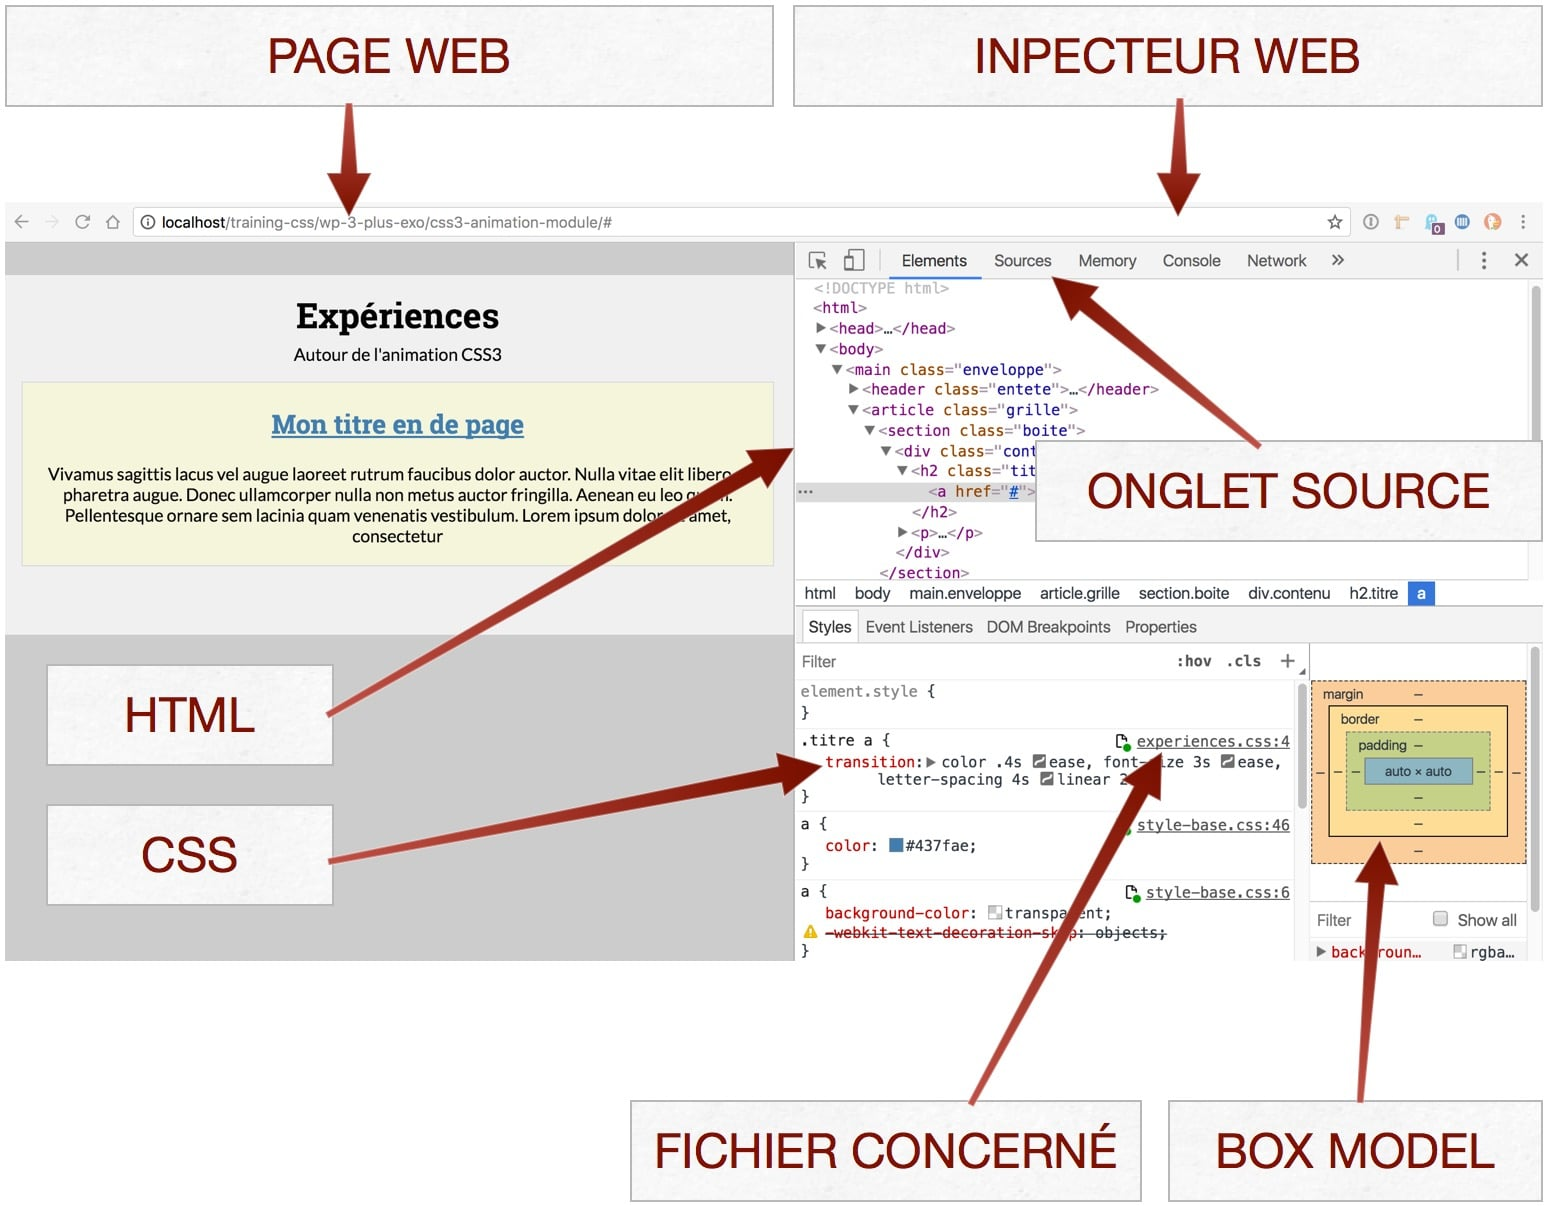 PAGE WEB
INPECTEUR WEB
localhost/training-css/wp-3-plus-exo/css3-animation-module/#
0
Expériences
Autour de l'animation CSS3
Mon titre en de page
Vivamus sagittis lacus vel augue laoreet rutrum faucibus dolor auctor. Nulla vitae elit libero,
pharetra augue. Donec ullamcorper nulla non metus auctor fringilla. Aenean eu leo
Pellentesque ornare sem lacinia quam venenatis vestibulum. Lorem ipsum dolor amet,
consectetur
HTML
CSS
Elements Sources Memory Console Network »
<!DOCTYPE html>
<html>
▶<head>…</head>
▼<body>
▼<main class="enveloppe">
▶<header class="entete">…</header>
▼<article class="grille">
▼<section class="boite">
▼<div class="cont
▼<h2 class="tit
<a href="#">
</h2>
▶<p>…</p>
</div>
</section>
ONGLET SOURCE
html body main.enveloppe article.grille section.boite div.contenu h2.titre a
Styles Event Listeners DOM Breakpoints Properties
Filter :hov .cls +
element.style {
}
.titre a { experiences.css:4
transition:▶color .4s ease, font-size 3s ease,
letter-spacing 4s linear 2
}
a { style-base.css:46
color: #437fae;
}
a { style-base.css:6
background-color: transparent;
-webkit-text-decoration-skip: objects;
}
margin –
border –
padding –
– – – auto × auto – – –
–
–
–
Filter Show all
▶backgroun… rgba…
FICHIER CONCERNÉ
BOX MODEL